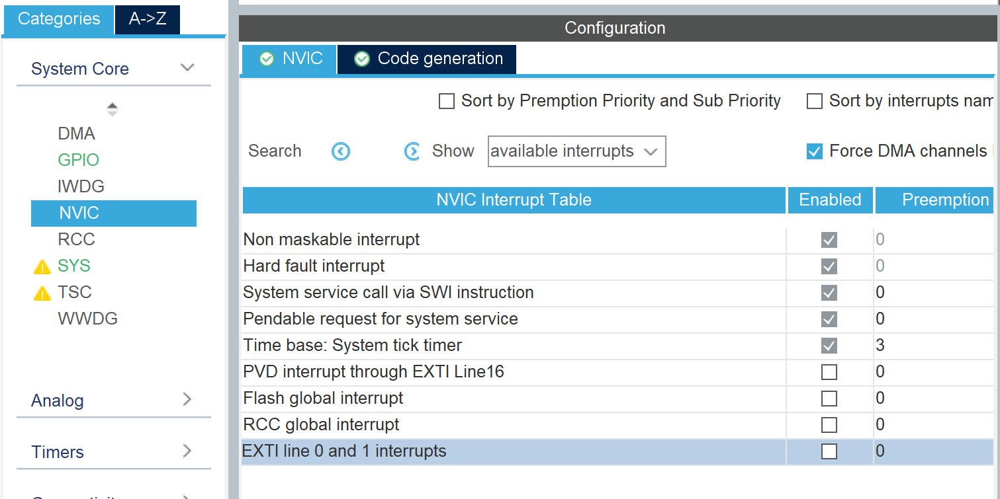 Categories A->Z
System Core
DMA
GPIO
IWDG
NVIC
RCC
SYS
TSC
WWDG
Analog
Timers
Configuration
NVIC Code generation
Sort by Premption Priority and Sub Priority Sort by interrupts nam
Search Show available interrupts Force DMA channels
NVIC Interrupt Table Enabled Preemption
Non maskable interrupt 0
Hard fault interrupt 0
System service call via SWI instruction 0
Pendable request for system service 0
Time base: System tick timer 3
PVD interrupt through EXTI Line16 0
Flash global interrupt 0
RCC global interrupt 0
EXTI line 0 and 1 interrupts 0